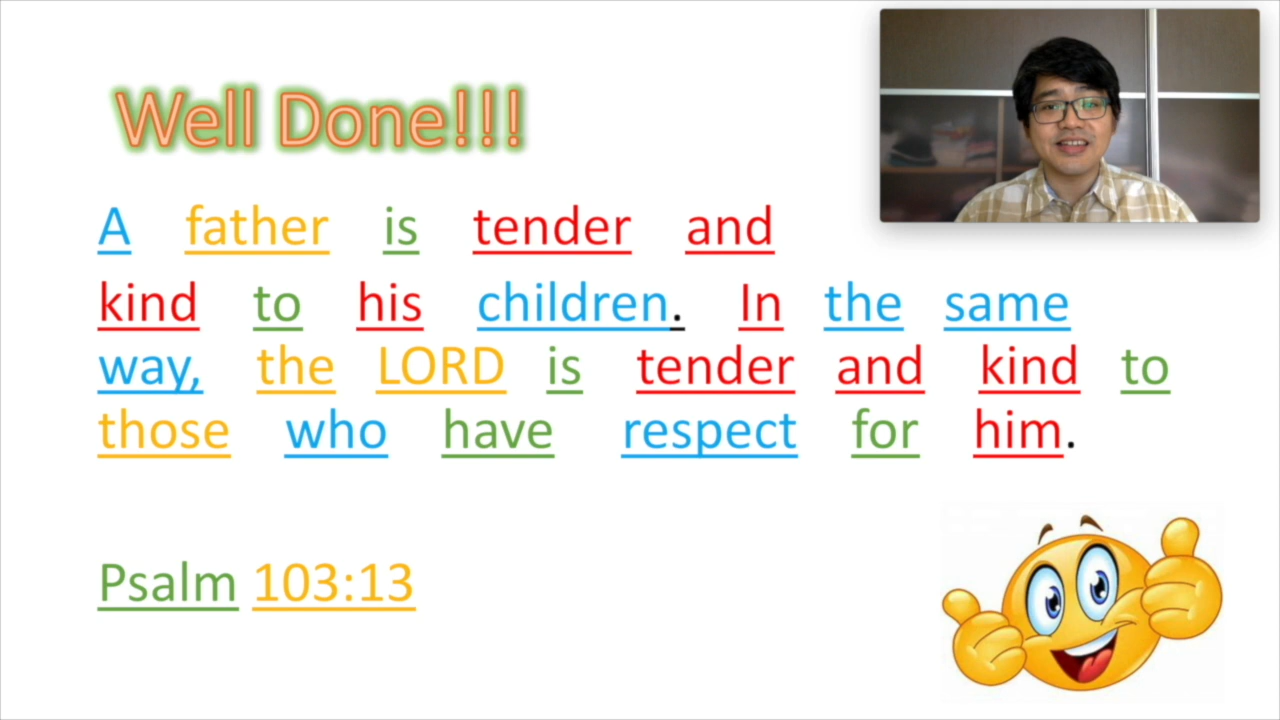 Well Done!!!
A father is tender and
kind to his children. In the same
way, the LORD is tender and kind to
those who have respect for him.
Psalm 103:13